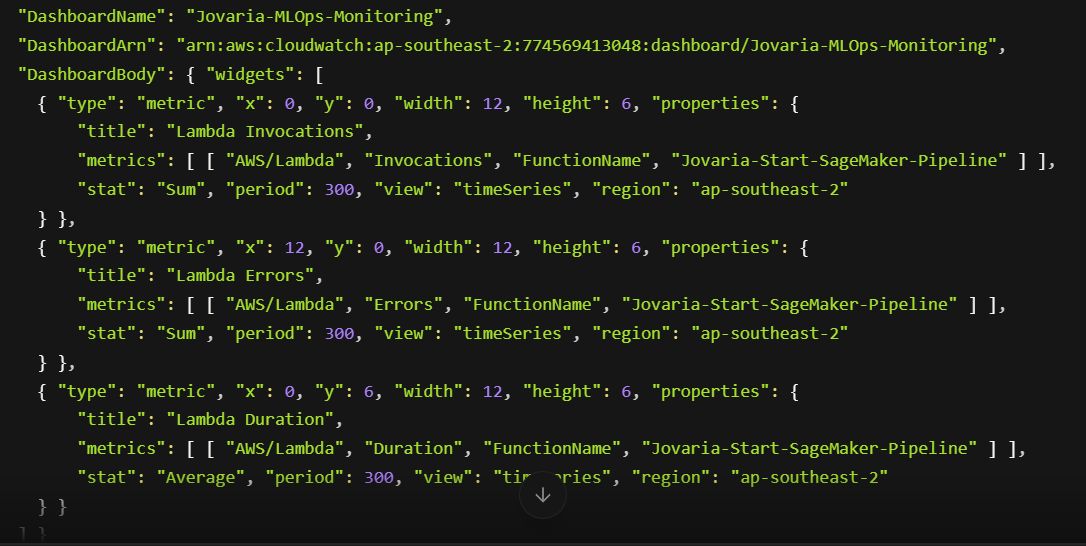 "DashboardName": "Jovaria-MLOps-Monitoring",
"DashboardArn": "arn:aws:cloudwatch:ap-southeast-2:774569413048:dashboard/Jovaria-MLOps-Monitoring",
"DashboardBody": { "widgets": [
{ "type": "metric", "x": 0, "y": 0, "width": 12, "height": 6, "properties": {
"title": "Lambda Invocations",
"metrics": [ [ "AWS/Lambda", "Invocations", "FunctionName", "Jovaria-Start-SageMaker-Pipeline" ] ],
"stat": "Sum", "period": 300, "view": "timeSeries", "region": "ap-southeast-2"
} },
{ "type": "metric", "x": 12, "y": 0, "width": 12, "height": 6, "properties": {
"title": "Lambda Errors",
"metrics": [ [ "AWS/Lambda", "Errors", "FunctionName", "Jovaria-Start-SageMaker-Pipeline" ] ],
"stat": "Sum", "period": 300, "view": "timeSeries", "region": "ap-southeast-2"
} },
{ "type": "metric", "x": 0, "y": 6, "width": 12, "height": 6, "properties": {
"title": "Lambda Duration",
"metrics": [ [ "AWS/Lambda", "Duration", "FunctionName", "Jovaria-Start-SageMaker-Pipeline" ] ],
"stat": "Average", "period": 300, "view": "timeSeries", "region": "ap-southeast-2"
} }
] }